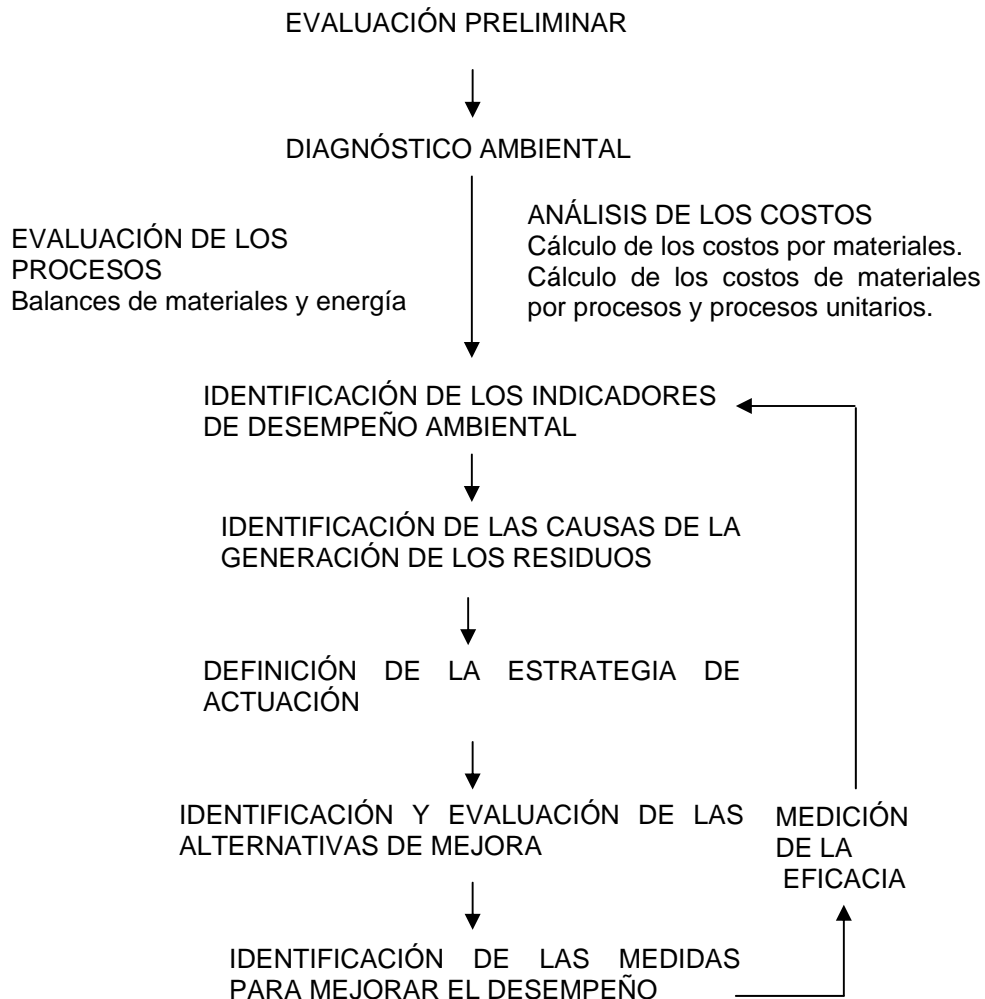 EVALUACIÓN PRELIMINAR
DIAGNÓSTICO AMBIENTAL
EVALUACIÓN DE LOS
PROCESOS
Balances de materiales y energía
ANÁLISIS DE LOS COSTOS
Cálculo de los costos por materiales.
Cálculo de los costos de materiales
por procesos y procesos unitarios.
IDENTIFICACIÓN DE LOS INDICADORES
DE DESEMPEÑO AMBIENTAL
IDENTIFICACIÓN DE LAS CAUSAS DE LA
GENERACIÓN DE LOS RESIDUOS
DEFINICIÓN DE LA ESTRATEGIA DE
ACTUACIÓN
IDENTIFICACIÓN Y EVALUACIÓN DE LAS
ALTERNATIVAS DE MEJORA
MEDICIÓN
DE LA
EFICACIA
IDENTIFICACIÓN DE LAS MEDIDAS
PARA MEJORAR EL DESEMPEÑO